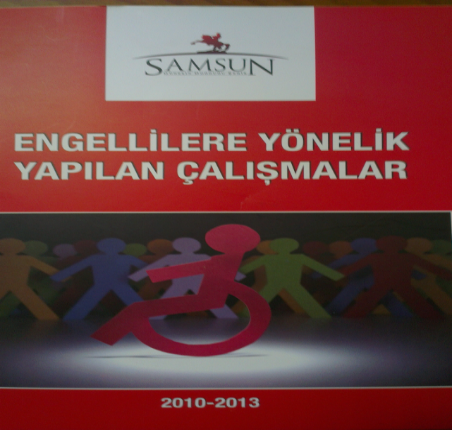 SAMSUN
ENGELLİLERE YÖNELİK
YAPILAN ÇALIŞMALAR
2010-2013